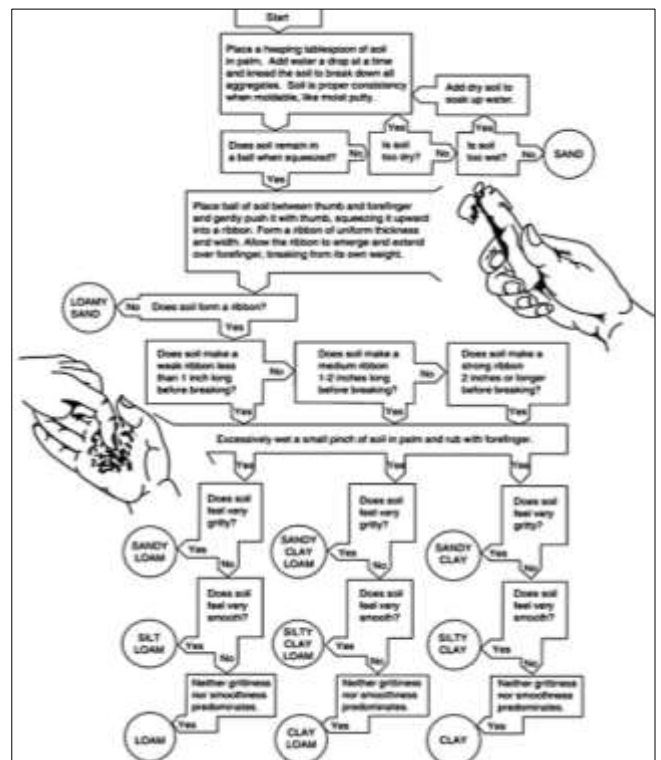 Start
Place a heaping tablespoon of soil
in palm. Add water a drop at a time
and knead the soil to break down all
aggregates. Soil is proper consistency
when moldable, like moist putty.
Add dry soil to
soak up water.
Yes
Yes
Does soil remain in
a ball when squeezed?
No
Is soil
too dry?
No
Is soil
too wet?
No
SAND
Yes
Place ball of soil between thumb and forefinger
and gently push it with thumb, squeezing it upward
into a ribbon. Form a ribbon of uniform thickness
and width. Allow the ribbon to emerge and extend
over forefinger, breaking from its own weight.
LOAMY
SAND
No
Does soil form a ribbon?
Yes
Does soil make a
weak ribbon less
than 1 inch long
before breaking?
No
Does soil make a
medium ribbon
1-2 inches long
before breaking?
No
Does soil make a
strong ribbon
2 inches or longer
before breaking?
Yes
Yes
Yes
Excessively wet a small pinch of soil in palm and rub with forefinger.
Yes
Yes
Yes
Does soil
feel very
gritty?
Does soil
feel very
gritty?
Does soil
feel very
gritty?
SANDY
LOAM
Yes
No
SANDY
CLAY
LOAM
Yes
No
SANDY
CLAY
Yes
No
Does soil
feel very
smooth?
Does soil
feel very
smooth?
Does soil
feel very
smooth?
SILT
LOAM
Yes
No
SILTY
CLAY
LOAM
Yes
No
SILTY
CLAY
Yes
No
Neither grittiness
nor smoothness
predominates.
Neither grittiness
nor smoothness
predominates.
Neither grittiness
nor smoothness
predominates.
LOAM
Yes
CLAY
LOAM
Yes
CLAY
Yes